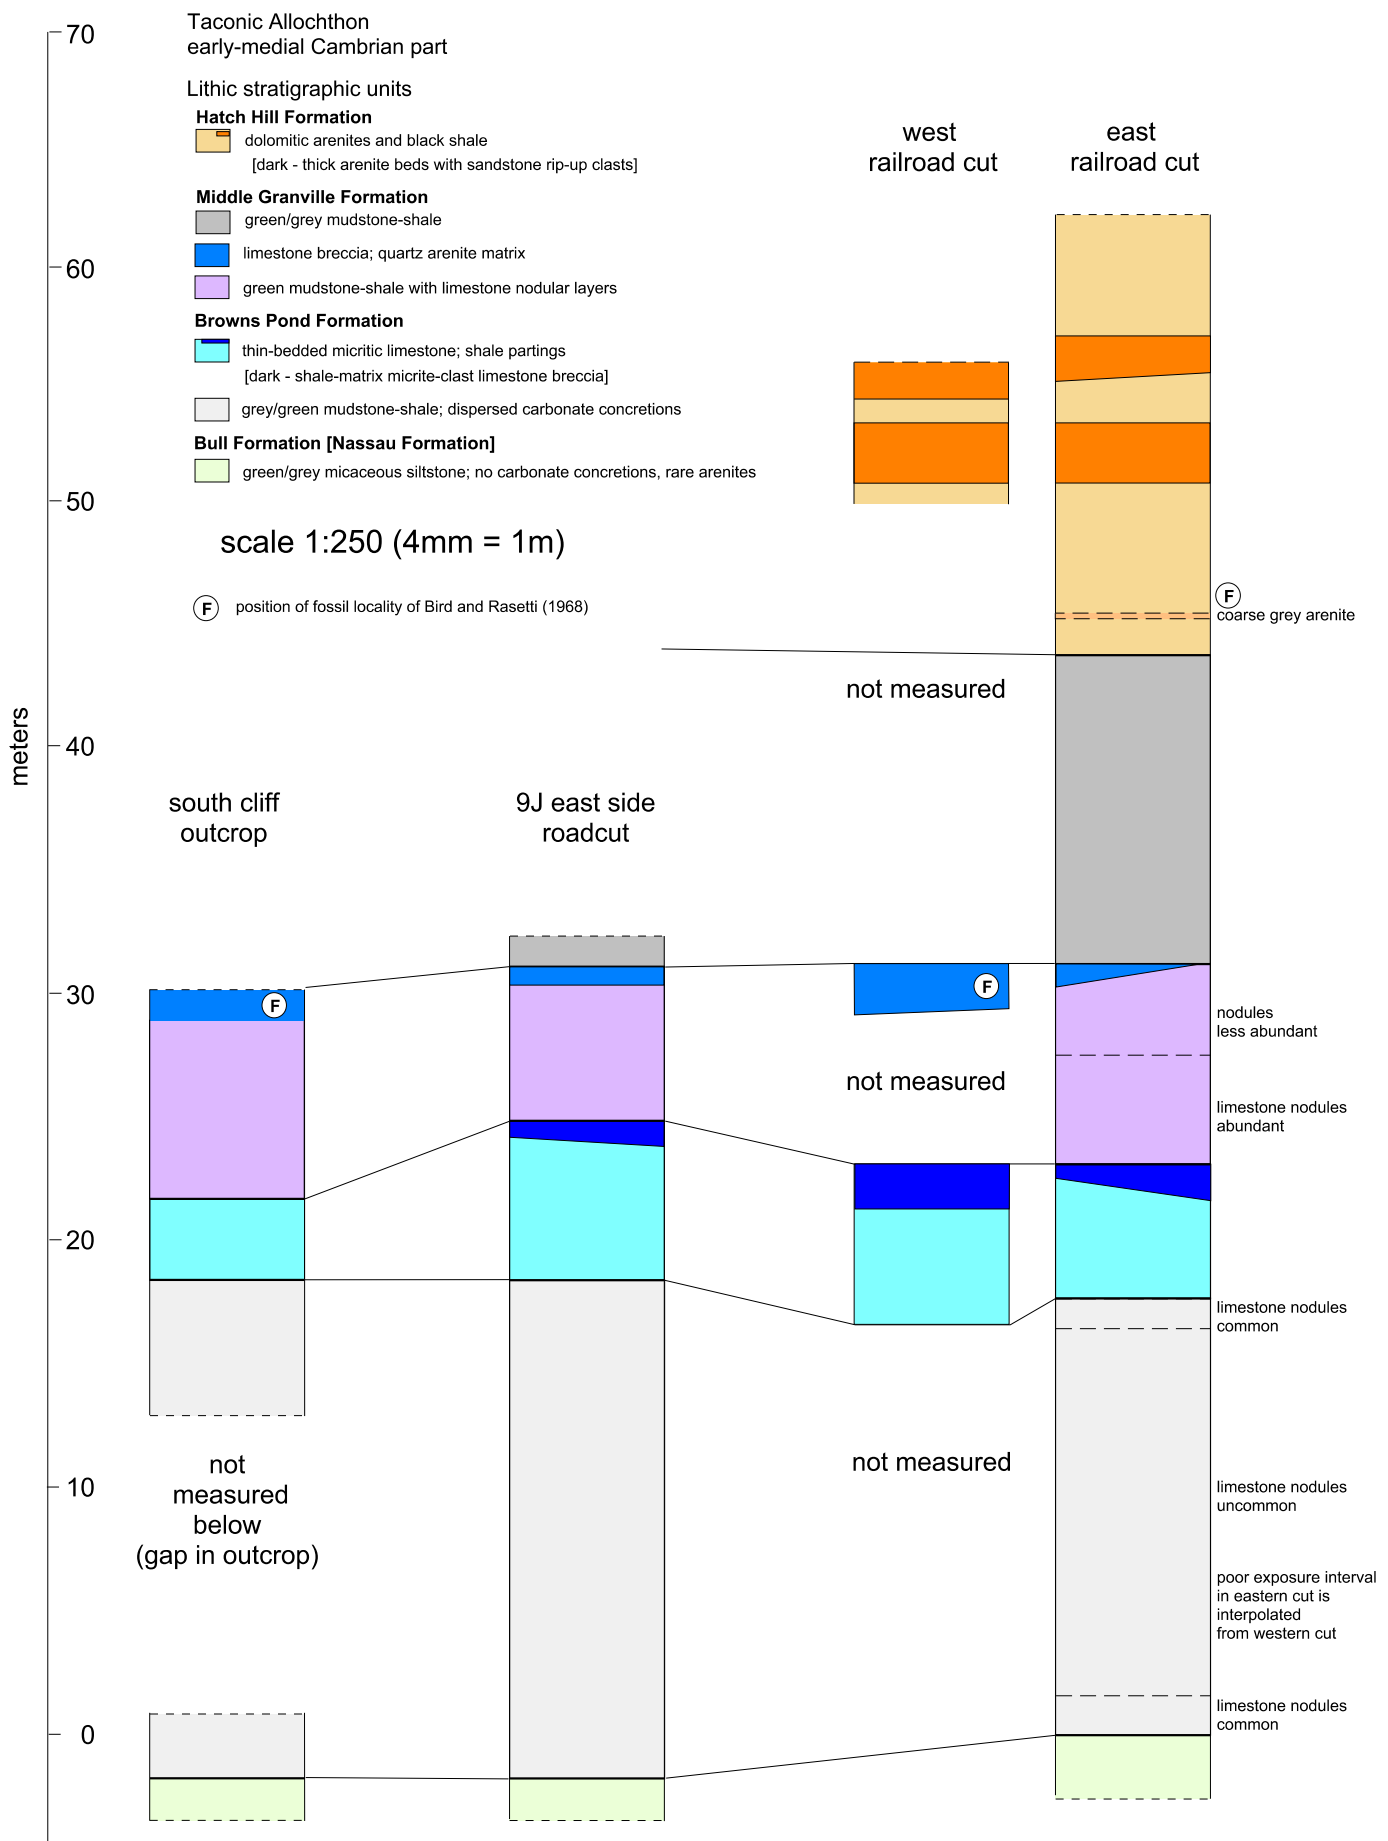 Taconic Allochthon
early-medial Cambrian part
Lithic stratigraphic units
Hatch Hill Formation
dolomitic arenites and black shale
[dark - thick arenite beds with sandstone rip-up clasts]
Middle Granville Formation
green/grey mudstone-shale
limestone breccia; quartz arenite matrix
green mudstone-shale with limestone nodular layers
Browns Pond Formation
thin-bedded micritic limestone; shale partings
[dark - shale-matrix micrite-clast limestone breccia]
grey/green mudstone-shale; dispersed carbonate concretions
Bull Formation [Nassau Formation]
green/grey micaceous siltstone; no carbonate concretions, rare arenites
scale 1:250 (4mm = 1m)
F position of fossil locality of Bird and Rasetti (1968)
meters
70
60
50
40
30
20
10
0
south cliff
outcrop
F
not
measured
below
(gap in outcrop)
9J east side
roadcut
west
railroad cut
not measured
F
not measured
not measured
east
railroad cut
F
coarse grey arenite
nodules
less abundant
limestone nodules
abundant
limestone nodules
common
limestone nodules
uncommon
poor exposure interval
in eastern cut is
interpolated
from western cut
limestone nodules
common